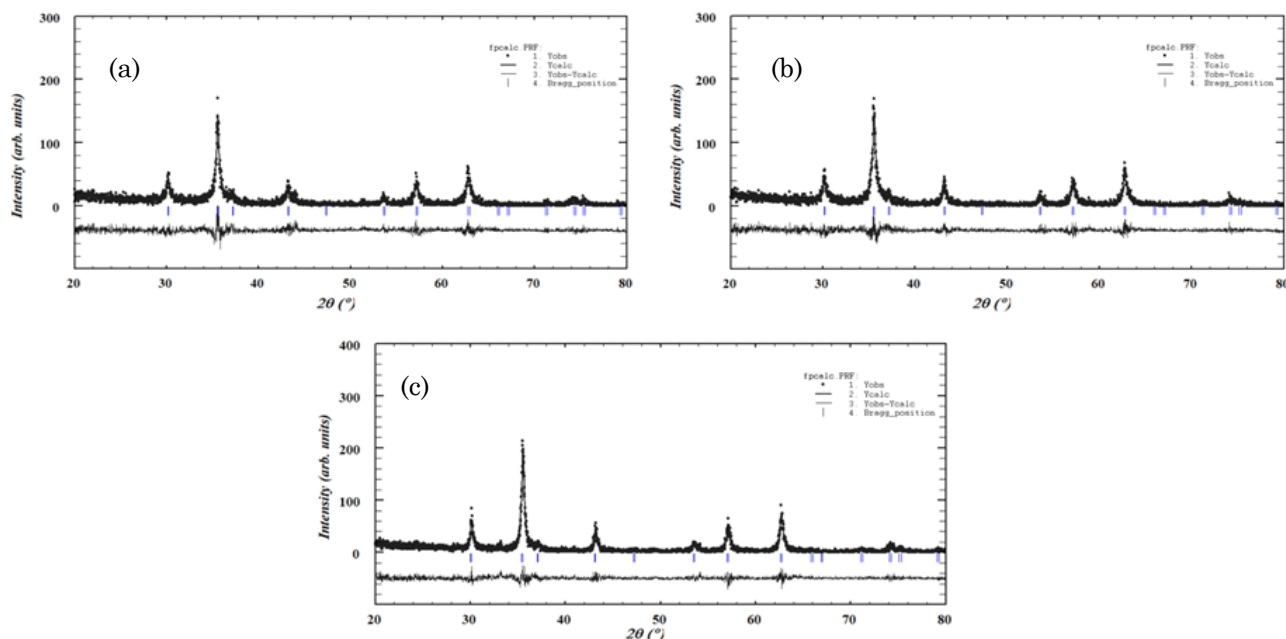 (a)
300
200
100
0
Intensity (arb. units)
fpcalc.PRF:
1. Yobs
2. Ycalc
3. Yobs-Ycalc
4. Bragg_position
20 30 40 50 60 70 80
2θ (°)
(b)
300
200
100
0
Intensity (arb. units)
fpcalc.PRF:
1. Yobs
2. Ycalc
3. Yobs-Ycalc
4. Bragg_position
20 30 40 50 60 70 80
2θ (°)
(c)
400
300
200
100
0
Intensity (arb. units)
fpcalc.PRF:
1. Yobs
2. Ycalc
3. Yobs-Ycalc
4. Bragg_position
20 30 40 50 60 70 80
2θ (°)